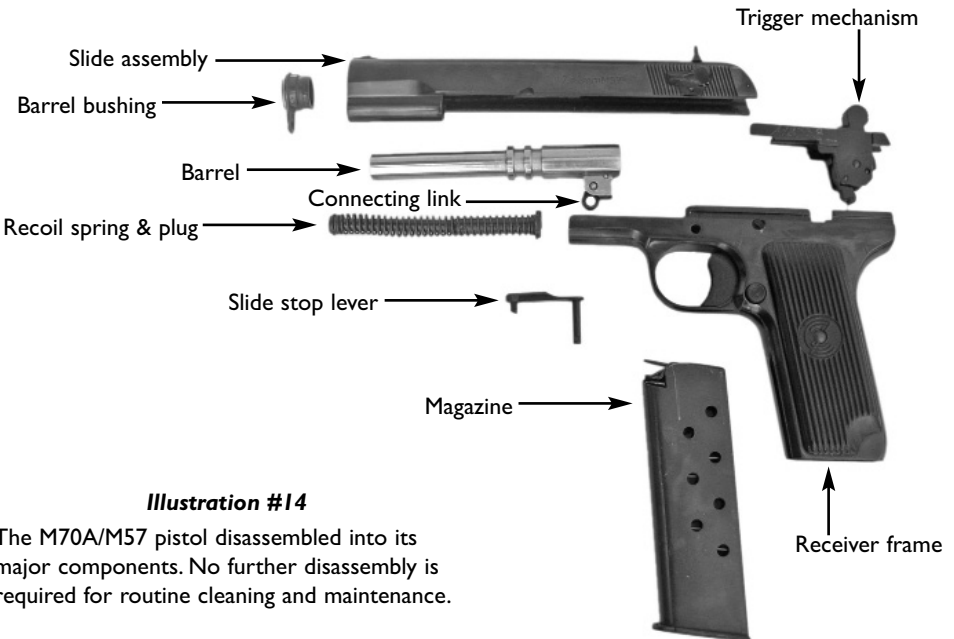 Trigger mechanism
Slide assembly
Barrel bushing
Barrel
Connecting link
Recoil spring & plug
Slide stop lever
Magazine
Receiver frame
Illustration #14
The M70A/M57 pistol disassembled into its
major components. No further disassembly is
required for routine cleaning and maintenance.